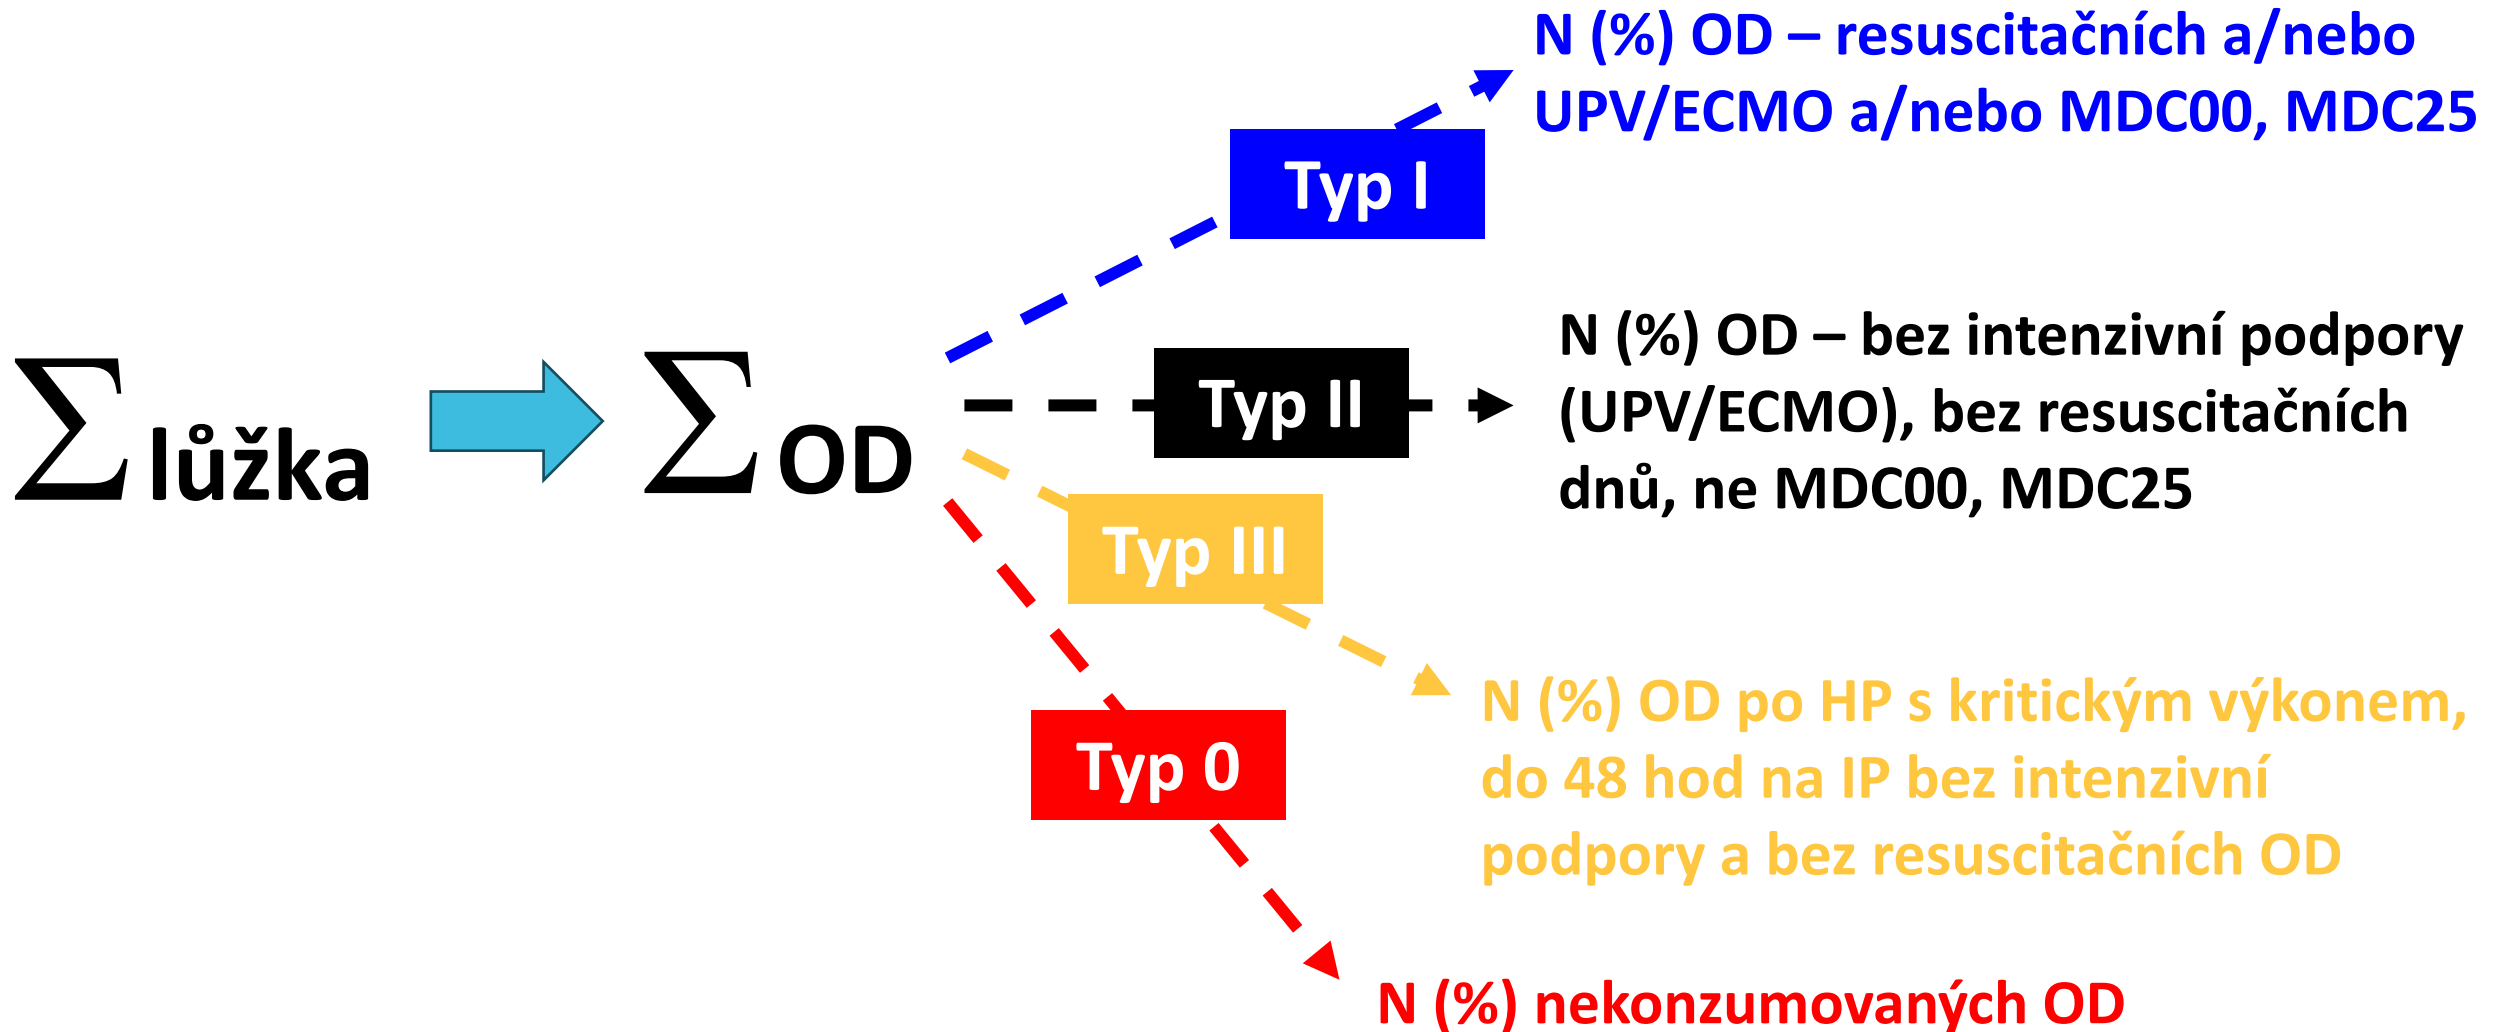 N (%) OD – resuscitačních a/nebo
UPV/ECMO a/nebo MDC00, MDC25
Typ I
∑ lůžka
∑ OD
N (%) OD – bez intenzivní podpory
(UPV/ECMO), bez resuscitačních
dnů, ne MDC00, MDC25
Typ II
Typ III
N (%) OD po HP s kritickým výkonem,
do 48 hod na IP bez intenzivní
podpory a bez resuscitačních OD
Typ 0
N (%) nekonzumovaných OD